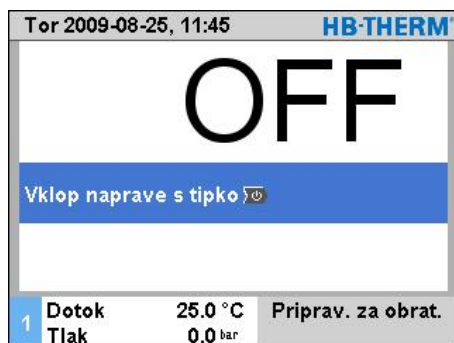 Tor 2009-08-25, 11:45 HB-THERM®
OFF
Vklop naprave s tipko
1 Dotok 25.0 °C Priprav. za obrat.
Tlak 0.0 bar